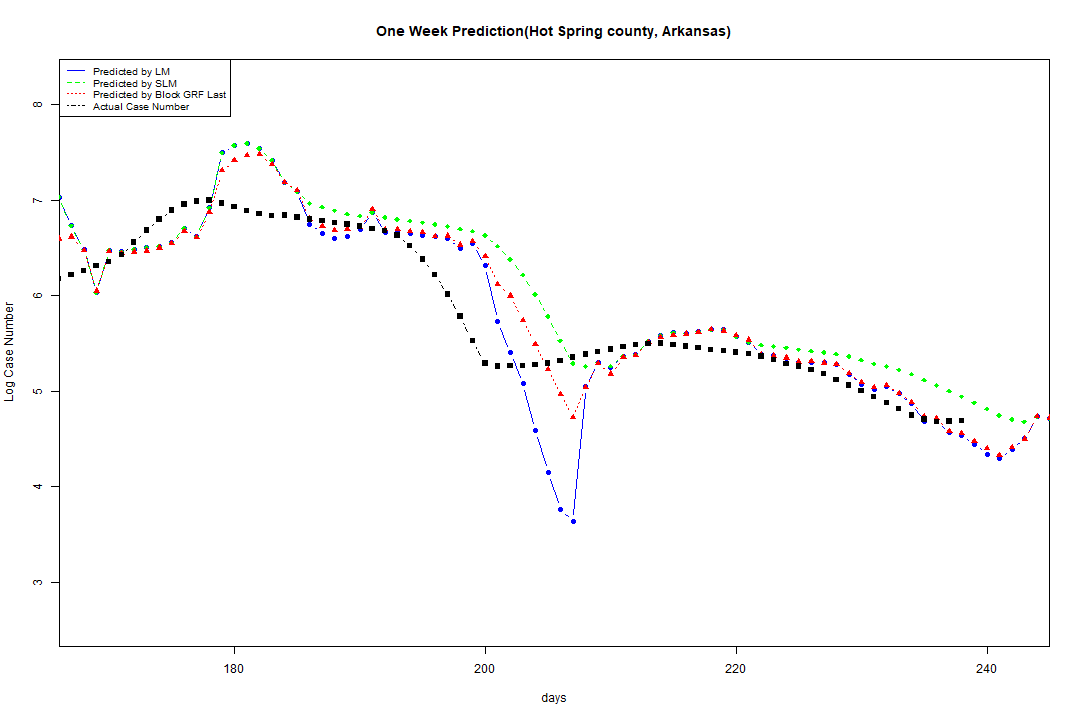 One Week Prediction(Hot Spring county, Arkansas)
Predicted by LM
Predicted by SLM
Predicted by Block GRF Last
Actual Case Number
8
7
6
5
4
3
Log Case Number
180 200 220 240
days